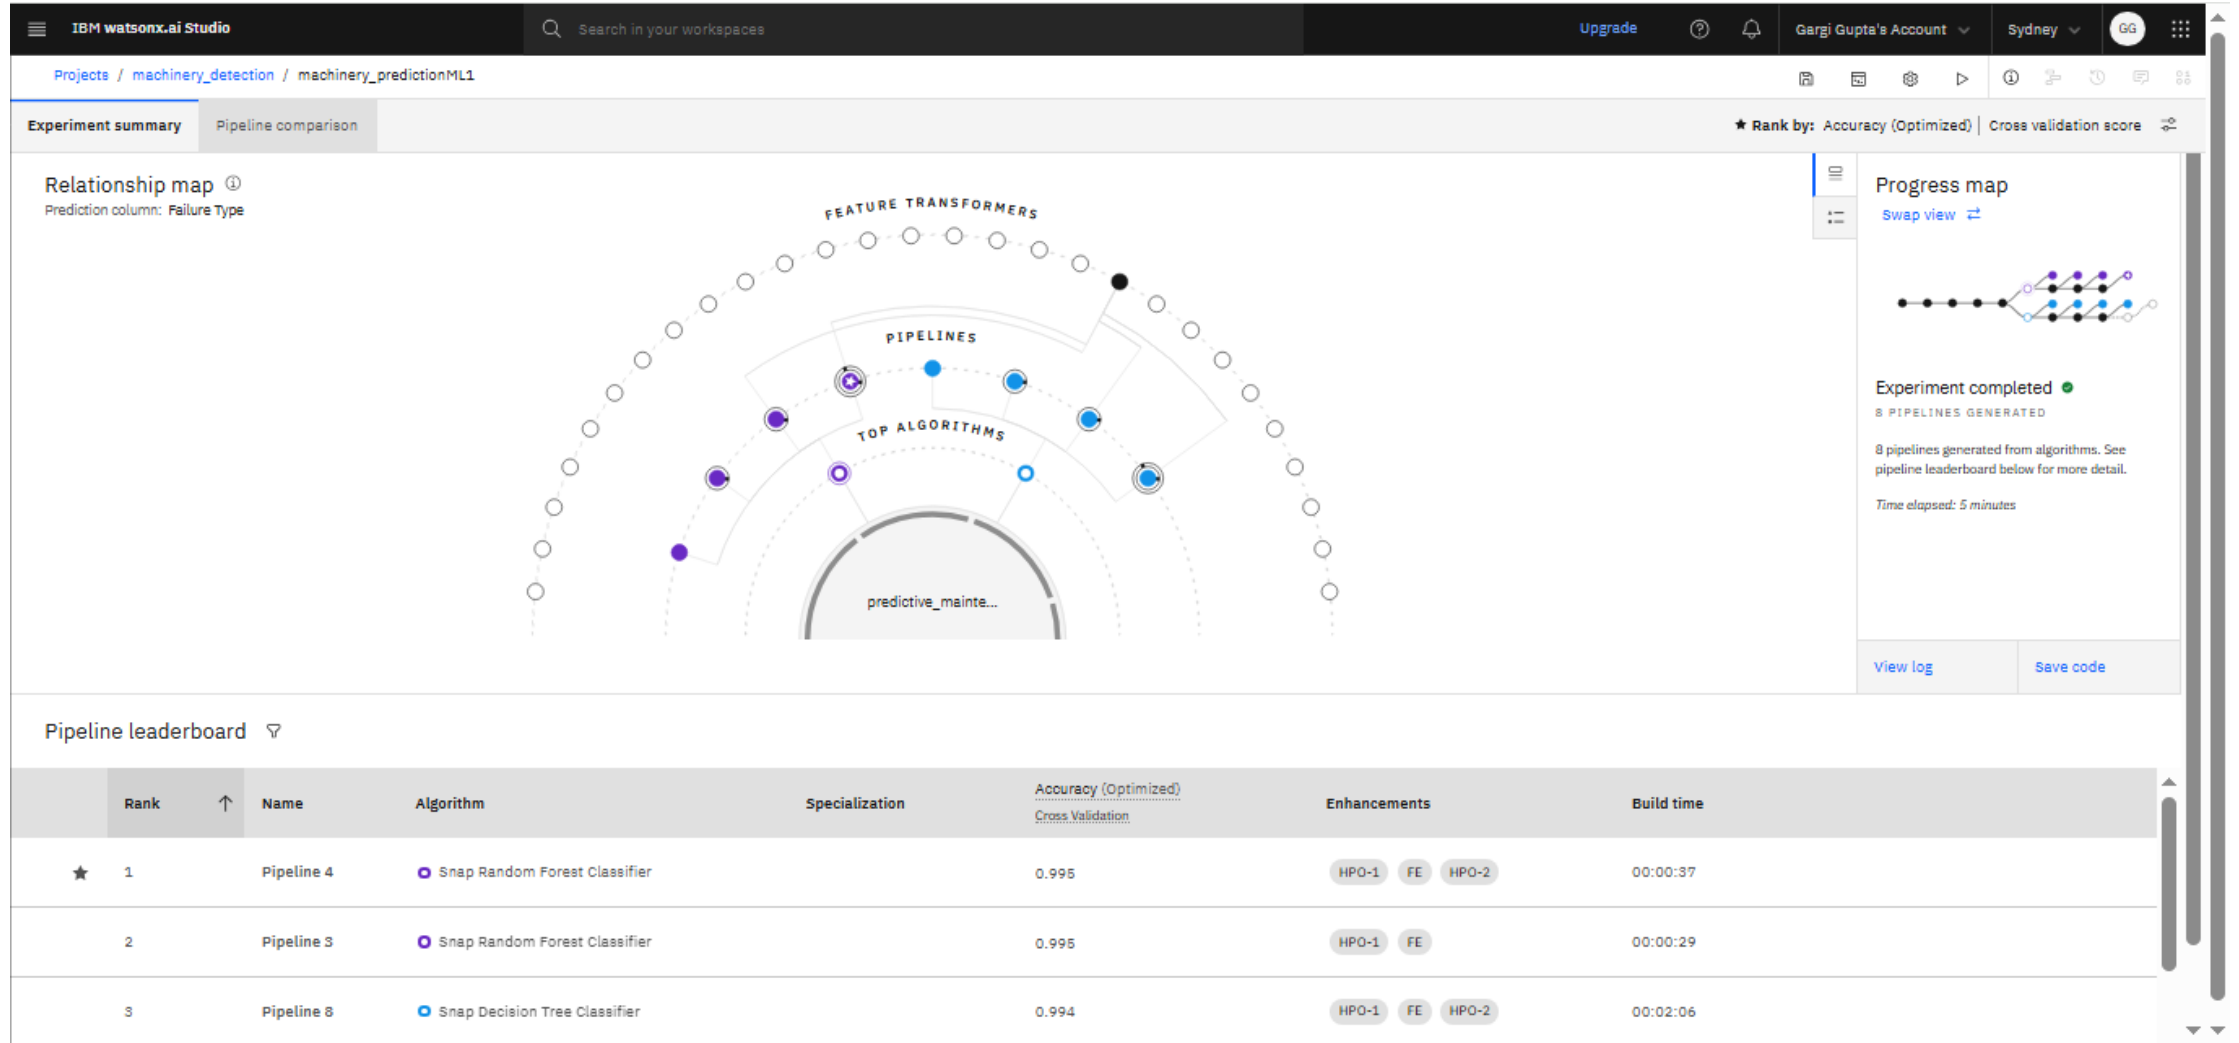 IBM watsonx.ai Studio
Search in your workspaces
Upgrade
Gargi Gupta's Account
Sydney
GG
Projects / machinery_detection / machinery_predictionML1
Experiment summary
Pipeline comparison
★ Rank by: Accuracy (Optimized) | Cross validation score
Relationship map
Prediction column: Failure Type
FEATURE TRANSFORMERS
PIPELINES
TOP ALGORITHMS
predictive_mainte...
Progress map
Swap view
Experiment completed
8 PIPELINES GENERATED
8 pipelines generated from algorithms. See
pipeline leaderboard below for more detail.
Time elapsed: 5 minutes
View log
Save code
Pipeline leaderboard
Rank ↑ Name Algorithm Specialization Accuracy (Optimized) Enhancements Build time
Cross Validation
★ 1 Pipeline 4 Snap Random Forest Classifier 0.995 HPO-1 FE HPO-2 00:00:37
2 Pipeline 3 Snap Random Forest Classifier 0.995 HPO-1 FE 00:00:29
3 Pipeline 8 Snap Decision Tree Classifier 0.994 HPO-1 FE HPO-2 00:02:06